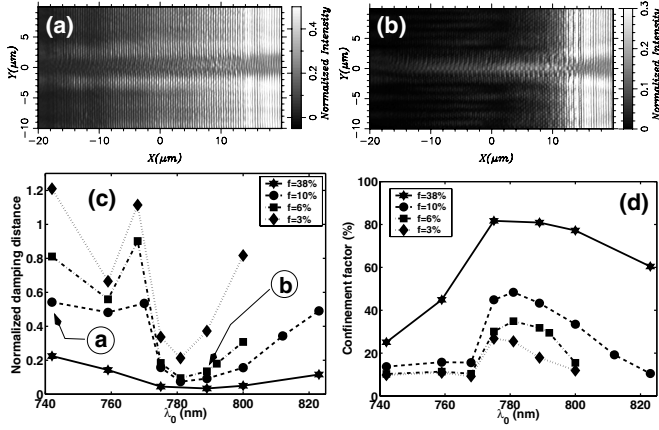 (a)
Y(μm)
10
5
0
-5
-10
-20
-10
0
10
X(μm)
0
0.2
0.4
Normalized Intensity
(b)
Y(μm)
10
5
0
-5
-10
-20
-10
0
10
X(μm)
0
0.1
0.2
0.3
Normalized Intensity
(c)
f=38%
f=10%
f=6%
f=3%
Normalized damping distance
1.2
1
0.8
0.6
0.4
0.2
0
740
760
780
800
820
λ0 (nm)
a
b
(d)
f=38%
f=10%
f=6%
f=3%
Confinement factor (%)
100
80
60
40
20
0
740
760
780
800
820
λ0 (nm)